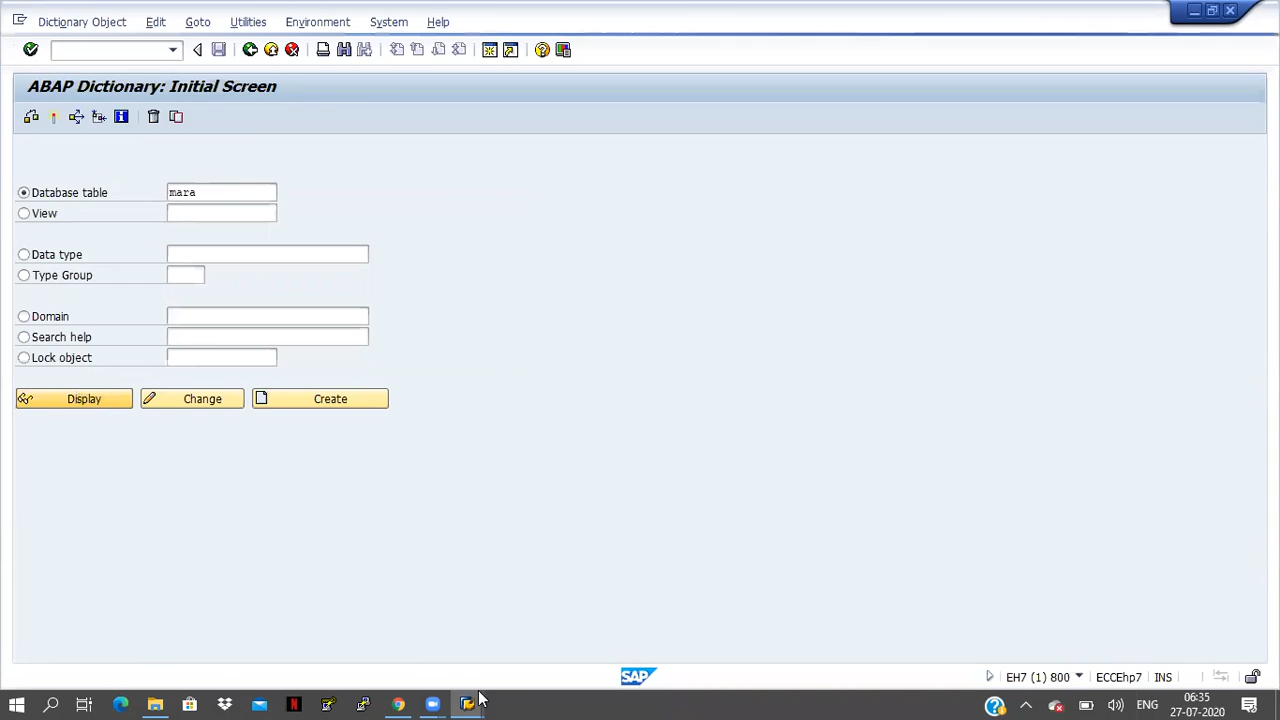 Dictionary Object Edit Goto Utilities Environment System Help
ABAP Dictionary: Initial Screen
Database table mara
View
Data type
Type Group
Domain
Search help
Lock object
Display Change Create
SAP
EH7 (1) 800 ECCEhp7 INS
ENG
06:35
27-07-2020